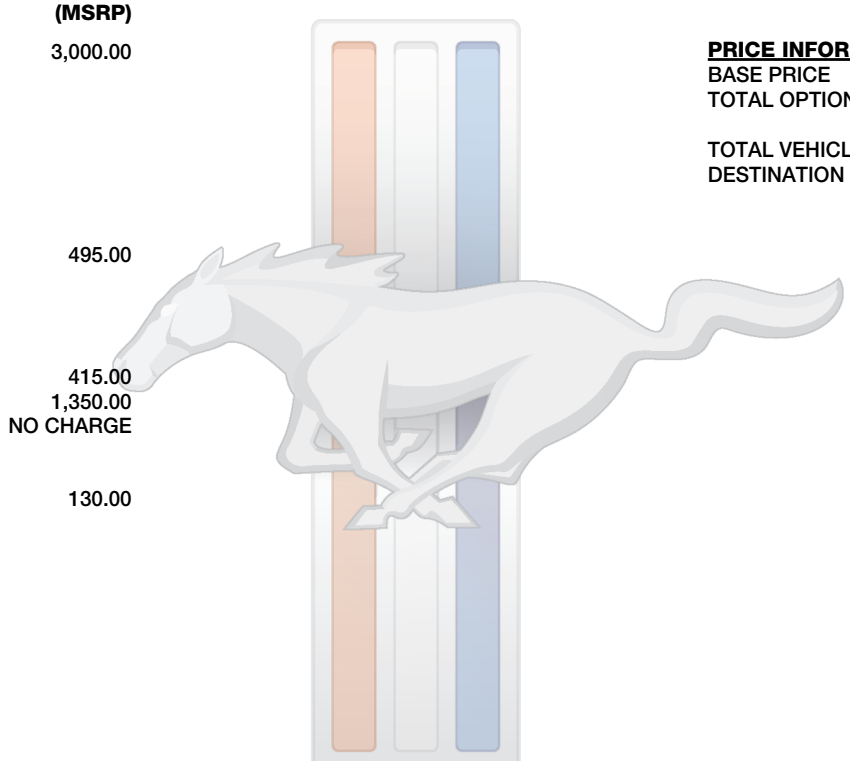 (MSRP)
3,000.00
495.00
415.00
1,350.00
NO CHARGE
130.00
PRICE INFOR
BASE PRICE
TOTAL OPTION
TOTAL VEHICL
DESTINATION